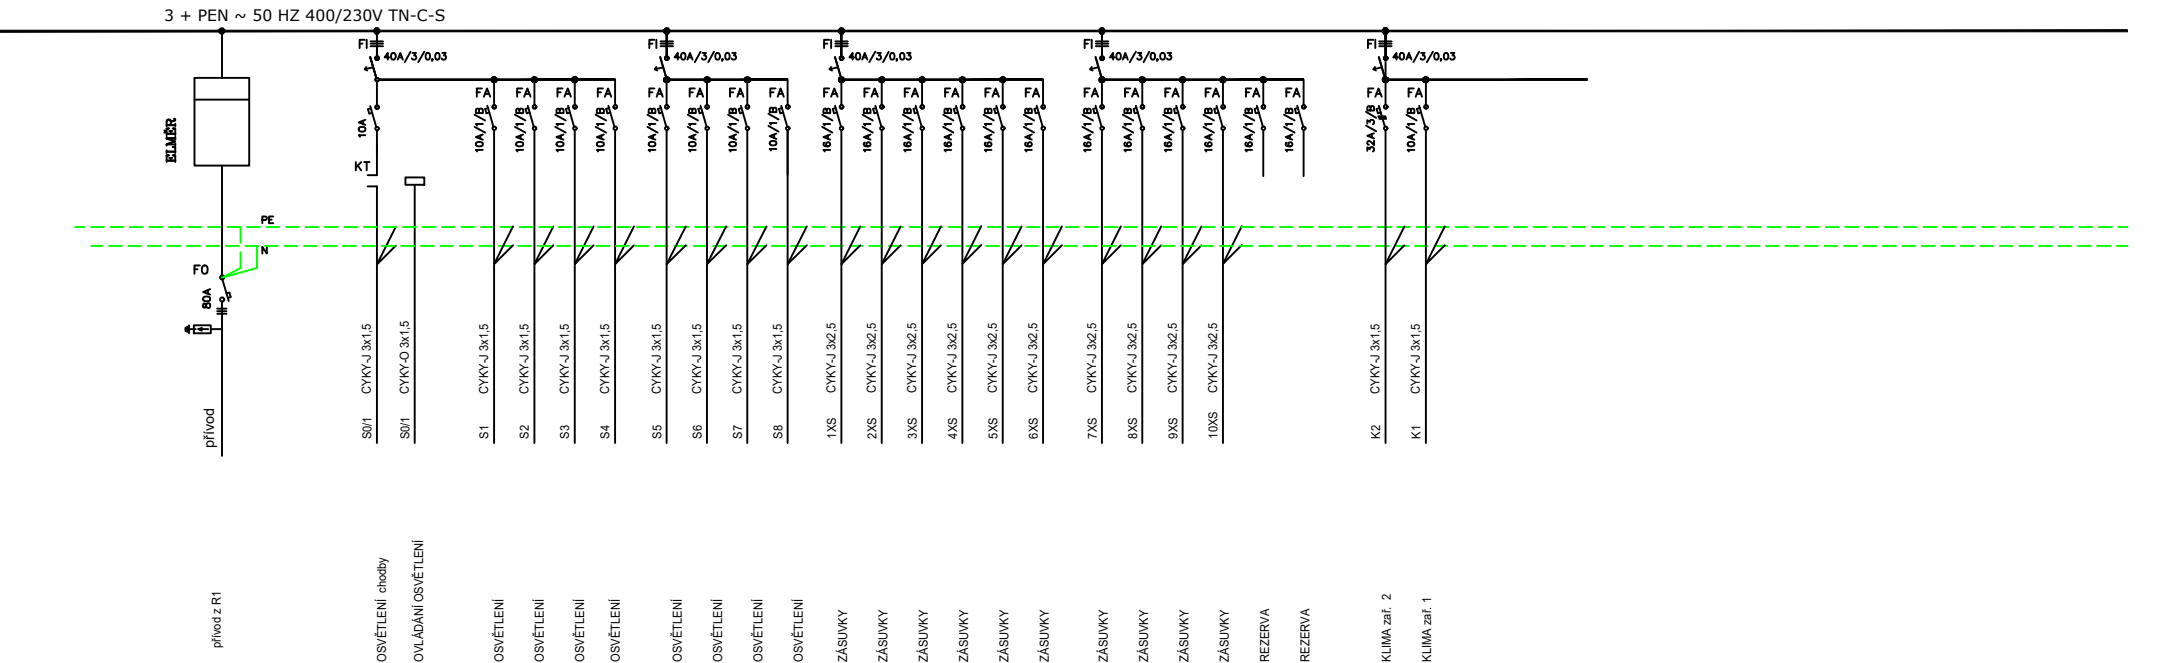 3 + PEN ~ 50 HZ 400/230V TN-C-S
FI FI FI FI FI
40A/3/0,03 40A/3/0,03 40A/3/0,03 40A/3/0,03 40A/3/0,03
FA FA FA FA FA FA FA FA FA FA FA FA FA FA FA FA FA FA FA FA FA FA
ELMĚR
10A
10A/1/B
10A/1/B
10A/1/B
10A/1/B
10A/1/B
10A/1/B
10A/1/B
10A/1/B
16A/1/B
16A/1/B
16A/1/B
16A/1/B
16A/1/B
16A/1/B
16A/1/B
16A/1/B
16A/1/B
16A/1/B
16A/1/B
16A/1/B
32A/3/B
10A/1/B
KT
PE
N
FO
80A
přívod
S0/1 CYKY-J 3x1,5
S0/1 CYKY-O 3x1,5
S1 CYKY-J 3x1,5
S2 CYKY-J 3x1,5
S3 CYKY-J 3x1,5
S4 CYKY-J 3x1,5
S5 CYKY-J 3x1,5
S6 CYKY-J 3x1,5
S7 CYKY-J 3x1,5
S8 CYKY-J 3x1,5
1XS CYKY-J 3x2,5
2XS CYKY-J 3x2,5
3XS CYKY-J 3x2,5
4XS CYKY-J 3x2,5
5XS CYKY-J 3x2,5
6XS CYKY-J 3x2,5
7XS CYKY-J 3x2,5
8XS CYKY-J 3x2,5
9XS CYKY-J 3x2,5
10XS CYKY-J 3x2,5
K2 CYKY-J 3x1,5
K1 CYKY-J 3x1,5
přívod z R1
OSVĚTLENÍ chodby
OVLÁDÁNÍ OSVĚTLENÍ
OSVĚTLENÍ
OSVĚTLENÍ
OSVĚTLENÍ
OSVĚTLENÍ
OSVĚTLENÍ
OSVĚTLENÍ
OSVĚTLENÍ
OSVĚTLENÍ
ZÁSUVKY
ZÁSUVKY
ZÁSUVKY
ZÁSUVKY
ZÁSUVKY
ZÁSUVKY
ZÁSUVKY
ZÁSUVKY
ZÁSUVKY
ZÁSUVKY
REZERVA
REZERVA
KLIMA zař. 2
KLIMA zař. 1